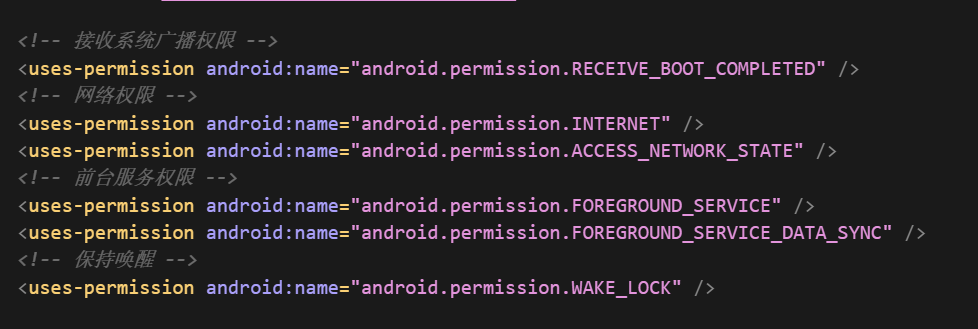 <!-- 接收系统广播权限 -->
<uses-permission android:name="android.permission.RECEIVE_BOOT_COMPLETED" />
<!-- 网络权限 -->
<uses-permission android:name="android.permission.INTERNET" />
<uses-permission android:name="android.permission.ACCESS_NETWORK_STATE" />
<!-- 前台服务权限 -->
<uses-permission android:name="android.permission.FOREGROUND_SERVICE" />
<uses-permission android:name="android.permission.FOREGROUND_SERVICE_DATA_SYNC" />
<!-- 保持唤醒 -->
<uses-permission android:name="android.permission.WAKE_LOCK" />